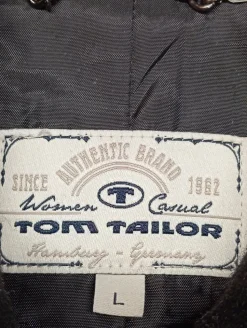 AUTHENTIC BRAND
SINCE 1962
Women T Casual
TOM TAILOR
Hamburg - Germany
L